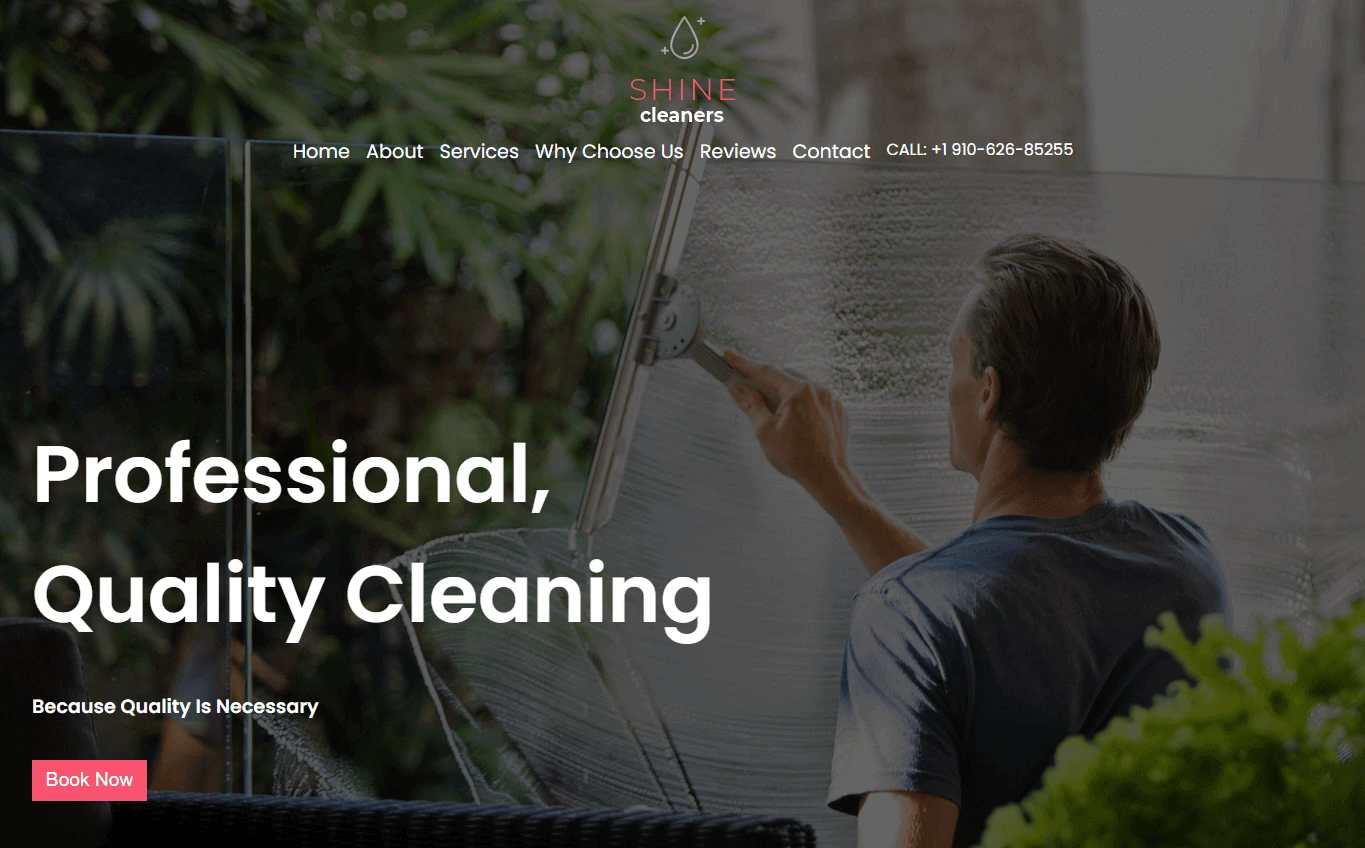 SHINE
cleaners
Home About Services Why Choose Us Reviews Contact CALL: +1 910-626-85255
Professional,
Quality Cleaning
Because Quality Is Necessary
Book Now